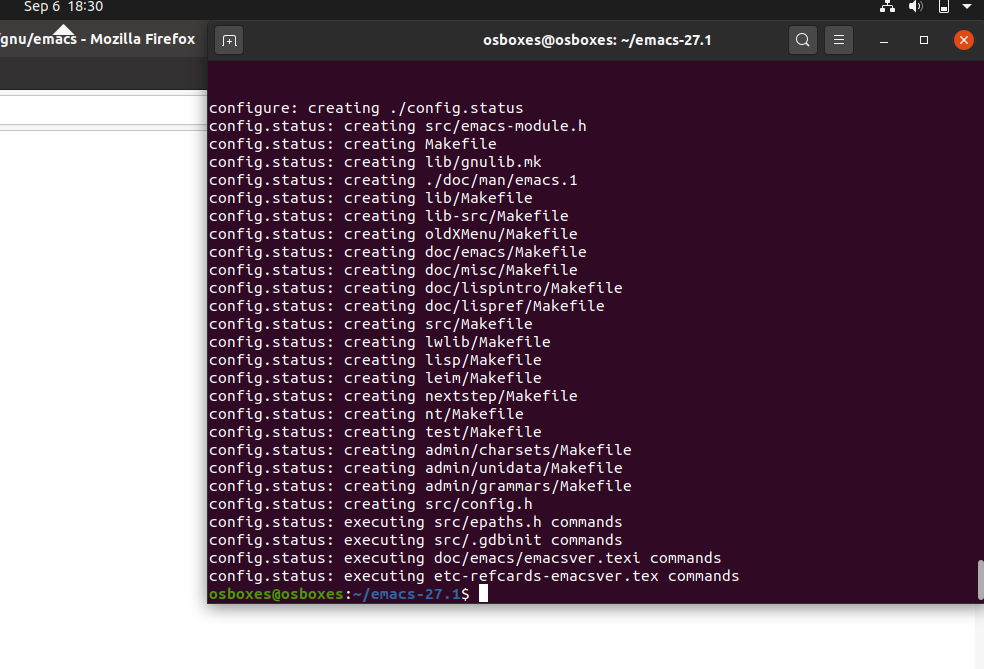 Sep 6 18:30
/gnu/emacs - Mozilla Firefox
osboxes@osboxes: ~/emacs-27.1
configure: creating ./config.status
config.status: creating src/emacs-module.h
config.status: creating Makefile
config.status: creating lib/gnulib.mk
config.status: creating ./doc/man/emacs.1
config.status: creating lib/Makefile
config.status: creating lib-src/Makefile
config.status: creating oldXMenu/Makefile
config.status: creating doc/emacs/Makefile
config.status: creating doc/misc/Makefile
config.status: creating doc/lispintro/Makefile
config.status: creating doc/lispref/Makefile
config.status: creating src/Makefile
config.status: creating lwlib/Makefile
config.status: creating lisp/Makefile
config.status: creating leim/Makefile
config.status: creating nextstep/Makefile
config.status: creating nt/Makefile
config.status: creating test/Makefile
config.status: creating admin/charsets/Makefile
config.status: creating admin/unidata/Makefile
config.status: creating admin/grammars/Makefile
config.status: creating src/config.h
config.status: executing src/epaths.h commands
config.status: executing src/.gdbinit commands
config.status: executing doc/emacs/emacsver.texi commands
config.status: executing etc-refcards-emacsver.tex commands
osboxes@osboxes:~/emacs-27.1$